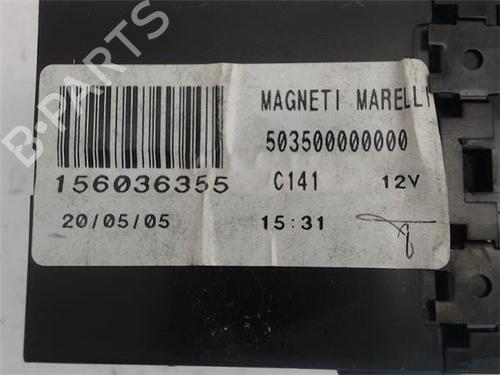 B-PARTS
MAGNETI MARELLI
503500000000
156036355
C141 12V
20/05/05 15:31